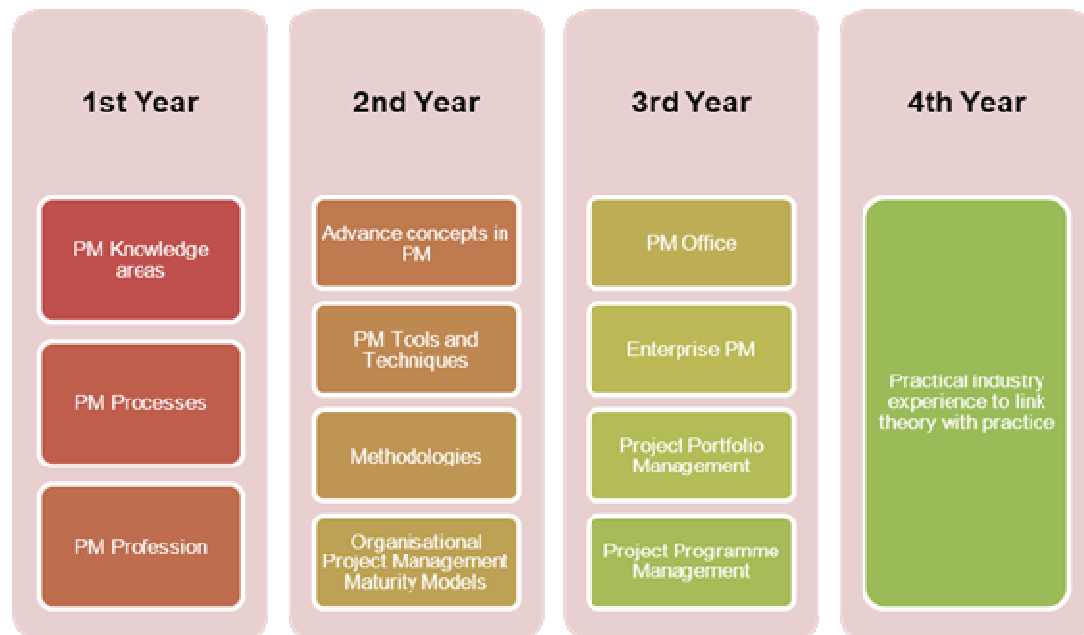 1st Year
PM Knowledge
areas
PM Processes
PM Profession
2nd Year
Advance concepts in
PM
PM Tools and
Techniques
Methodologies
Organisational
Project Management
Maturity Models
3rd Year
PM Office
Enterprise PM
Project Portfolio
Management
Project Programme
Management
4th Year
Practical industry
experience to link
theory with practice